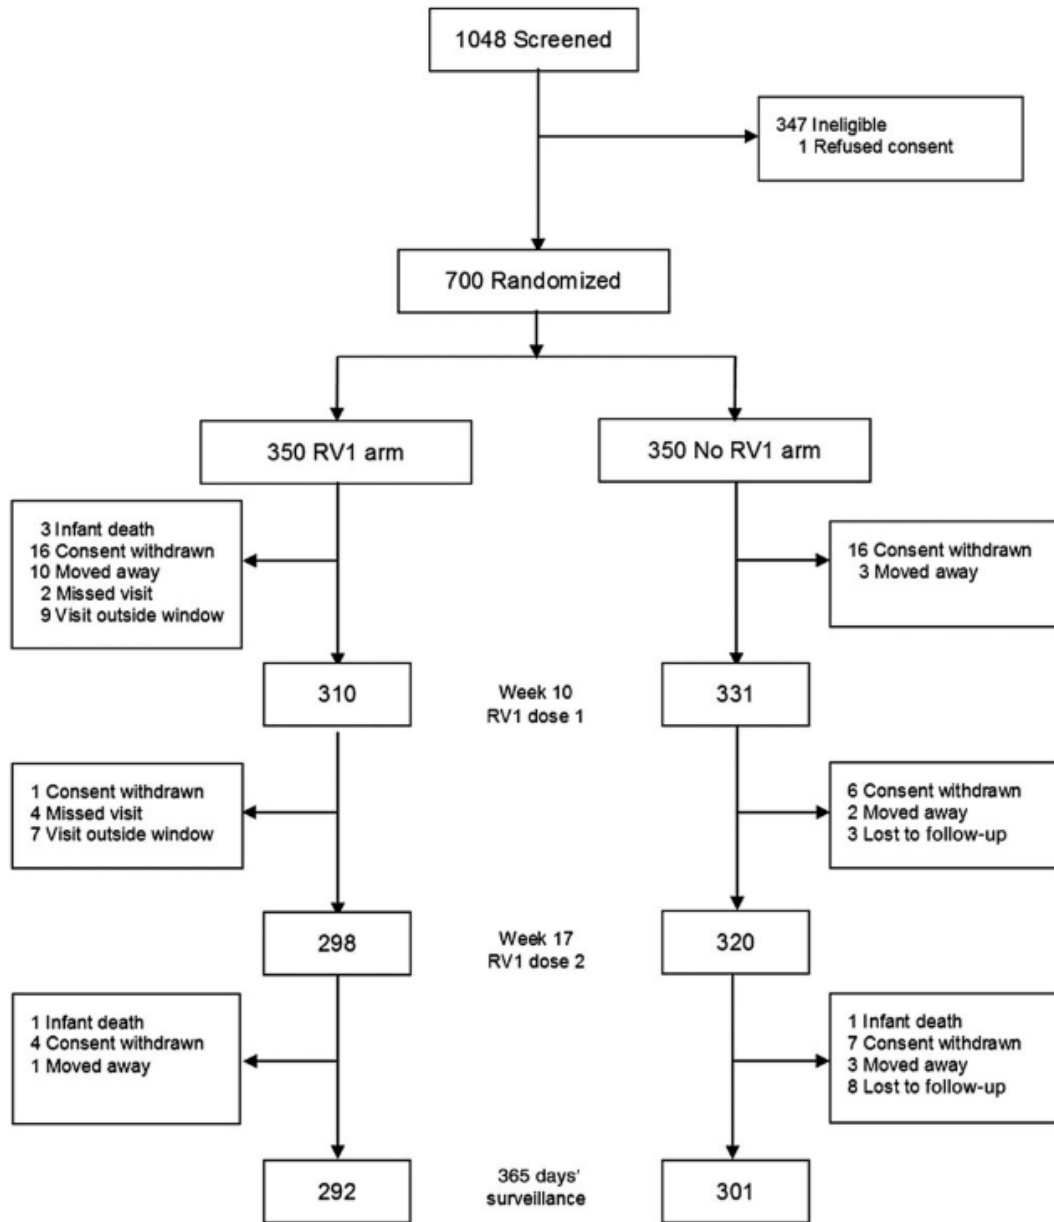 1048 Screened
347 Ineligible
1 Refused consent
700 Randomized
350 RV1 arm
350 No RV1 arm
3 Infant death
16 Consent withdrawn
10 Moved away
2 Missed visit
9 Visit outside window
16 Consent withdrawn
3 Moved away
310
Week 10
RV1 dose 1
331
1 Consent withdrawn
4 Missed visit
7 Visit outside window
6 Consent withdrawn
2 Moved away
3 Lost to follow-up
298
Week 17
RV1 dose 2
320
1 Infant death
4 Consent withdrawn
1 Moved away
1 Infant death
7 Consent withdrawn
3 Moved away
8 Lost to follow-up
292
365 days'
surveillance
301